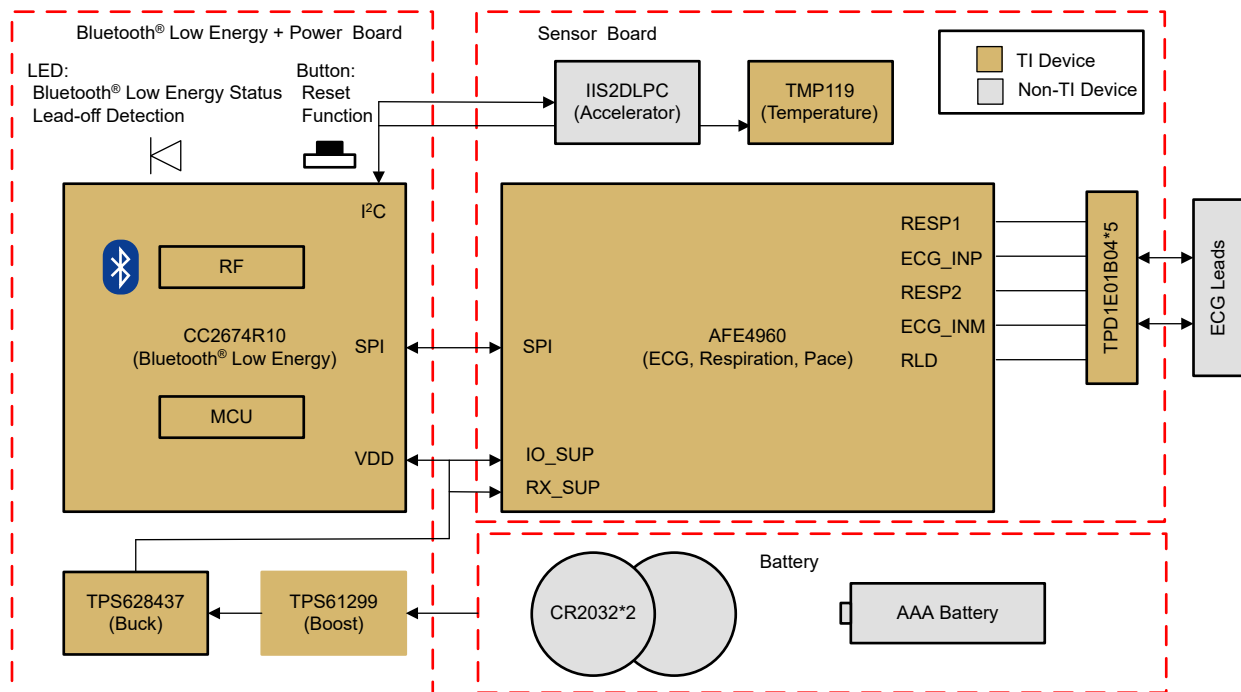 Bluetooth® Low Energy + Power Board
LED:
Bluetooth® Low Energy Status
Lead-off Detection
Button:
Reset
Function
I²C
RF
CC2674R10
(Bluetooth® Low Energy)
SPI
MCU
VDD
TPS628437
(Buck)
TPS61299
(Boost)
Sensor Board
IIS2DLPC
(Accelerator)
TMP119
(Temperature)
TI Device
Non-TI Device
SPI
AFE4960
(ECG, Respiration, Pace)
RESP1
ECG_INP
RESP2
ECG_INM
RLD
IO_SUP
RX_SUP
TPD1E01B04*5
ECG Leads
Battery
CR2032*2
AAA Battery